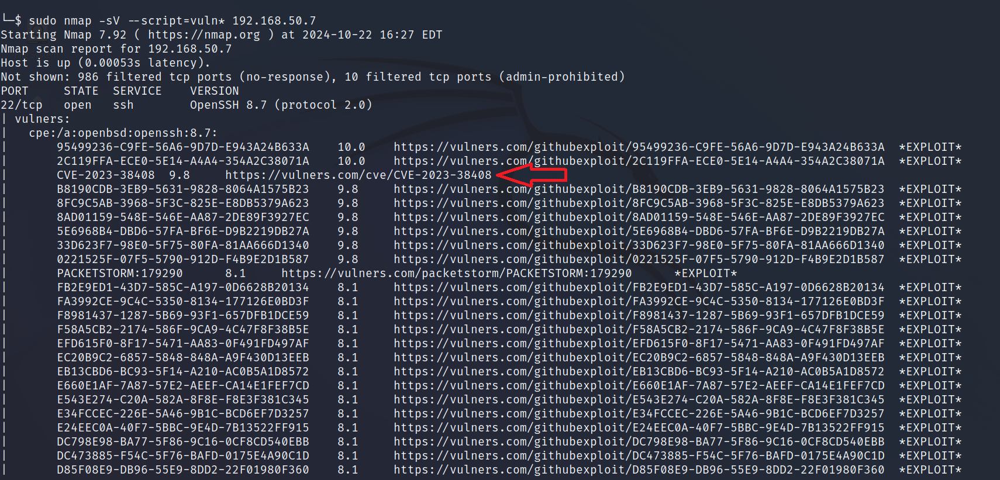 └─$ sudo nmap -sV --script=vuln* 192.168.50.7
Starting Nmap 7.92 ( https://nmap.org ) at 2024-10-22 16:27 EDT
Nmap scan report for 192.168.50.7
Host is up (0.00053s latency).
Not shown: 986 filtered tcp ports (no-response), 10 filtered tcp ports (admin-prohibited)
PORT     STATE  SERVICE    VERSION
22/tcp   open   ssh        OpenSSH 8.7 (protocol 2.0)
| vulners:
|   cpe:/a:openbsd:openssh:8.7:
|       95499236-C9FE-56A6-9D7D-E943A24B633A    10.0    https://vulners.com/githubexploit/95499236-C9FE-56A6-9D7D-E943A24B633A  *EXPLOIT*
|       2C119FFA-ECE0-5E14-A4A4-354A2C38071A    10.0    https://vulners.com/githubexploit/2C119FFA-ECE0-5E14-A4A4-354A2C38071A  *EXPLOIT*
|       CVE-2023-38408  9.8     https://vulners.com/cve/CVE-2023-38408
|       B8190CDB-3EB9-5631-9828-8064A1575B23    9.8     https://vulners.com/githubexploit/B8190CDB-3EB9-5631-9828-8064A1575B23  *EXPLOIT*
|       8FC9C5AB-3968-5F3C-825E-E8DB5379A623    9.8     https://vulners.com/githubexploit/8FC9C5AB-3968-5F3C-825E-E8DB5379A623  *EXPLOIT*
|       8AD01159-548E-546E-AA87-2DE89F3927EC    9.8     https://vulners.com/githubexploit/8AD01159-548E-546E-AA87-2DE89F3927EC  *EXPLOIT*
|       5E6968B4-DBD6-57FA-BF6E-D9B2219DB27A    9.8     https://vulners.com/githubexploit/5E6968B4-DBD6-57FA-BF6E-D9B2219DB27A  *EXPLOIT*
|       33D623F7-98E0-5F75-80FA-81AA666D1340    9.8     https://vulners.com/githubexploit/33D623F7-98E0-5F75-80FA-81AA666D1340  *EXPLOIT*
|       0221525F-07F5-5790-912D-F4B9E2D1B587    9.8     https://vulners.com/githubexploit/0221525F-07F5-5790-912D-F4B9E2D1B587  *EXPLOIT*
|       PACKETSTORM:179290      8.1     https://vulners.com/packetstorm/PACKETSTORM:179290      *EXPLOIT*
|       FB2E9ED1-43D7-585C-A197-0D6628B20134    8.1     https://vulners.com/githubexploit/FB2E9ED1-43D7-585C-A197-0D6628B20134  *EXPLOIT*
|       FA3992CE-9C4C-5350-8134-177126E0BD3F    8.1     https://vulners.com/githubexploit/FA3992CE-9C4C-5350-8134-177126E0BD3F  *EXPLOIT*
|       F8981437-1287-5B69-93F1-657DFB1DCE59    8.1     https://vulners.com/githubexploit/F8981437-1287-5B69-93F1-657DFB1DCE59  *EXPLOIT*
|       F58A5CB2-2174-586F-9CA9-4C47F8F38B5E    8.1     https://vulners.com/githubexploit/F58A5CB2-2174-586F-9CA9-4C47F8F38B5E  *EXPLOIT*
|       EFD615F0-8F17-5471-AA83-0F491FD497AF    8.1     https://vulners.com/githubexploit/EFD615F0-8F17-5471-AA83-0F491FD497AF  *EXPLOIT*
|       EC20B9C2-6857-5848-848A-A9F430D13EEB    8.1     https://vulners.com/githubexploit/EC20B9C2-6857-5848-848A-A9F430D13EEB  *EXPLOIT*
|       EB13CBD6-BC93-5F14-A210-AC0B5A1D8572    8.1     https://vulners.com/githubexploit/EB13CBD6-BC93-5F14-A210-AC0B5A1D8572  *EXPLOIT*
|       E660E1AF-7A87-57E2-AEEF-CA14E1FEF7CD    8.1     https://vulners.com/githubexploit/E660E1AF-7A87-57E2-AEEF-CA14E1FEF7CD  *EXPLOIT*
|       E543E274-C20A-582A-8F8E-F8E3F381C345    8.1     https://vulners.com/githubexploit/E543E274-C20A-582A-8F8E-F8E3F381C345  *EXPLOIT*
|       E34FCCEC-226E-5A46-9B1C-BCD6EF7D3257    8.1     https://vulners.com/githubexploit/E34FCCEC-226E-5A46-9B1C-BCD6EF7D3257  *EXPLOIT*
|       E24EEC0A-40F7-5BBC-9E4D-7B13522FF915    8.1     https://vulners.com/githubexploit/E24EEC0A-40F7-5BBC-9E4D-7B13522FF915  *EXPLOIT*
|       DC798E98-BA77-5F86-9C16-0CF8CD540EBB    8.1     https://vulners.com/githubexploit/DC798E98-BA77-5F86-9C16-0CF8CD540EBB  *EXPLOIT*
|       DC473885-F54C-5F76-BAFD-0175E4A90C1D    8.1     https://vulners.com/githubexploit/DC473885-F54C-5F76-BAFD-0175E4A90C1D  *EXPLOIT*
|       D85F08E9-DB96-55E9-8DD2-22F01980F360    8.1     https://vulners.com/githubexploit/D85F08E9-DB96-55E9-8DD2-22F01980F360  *EXPLOIT*